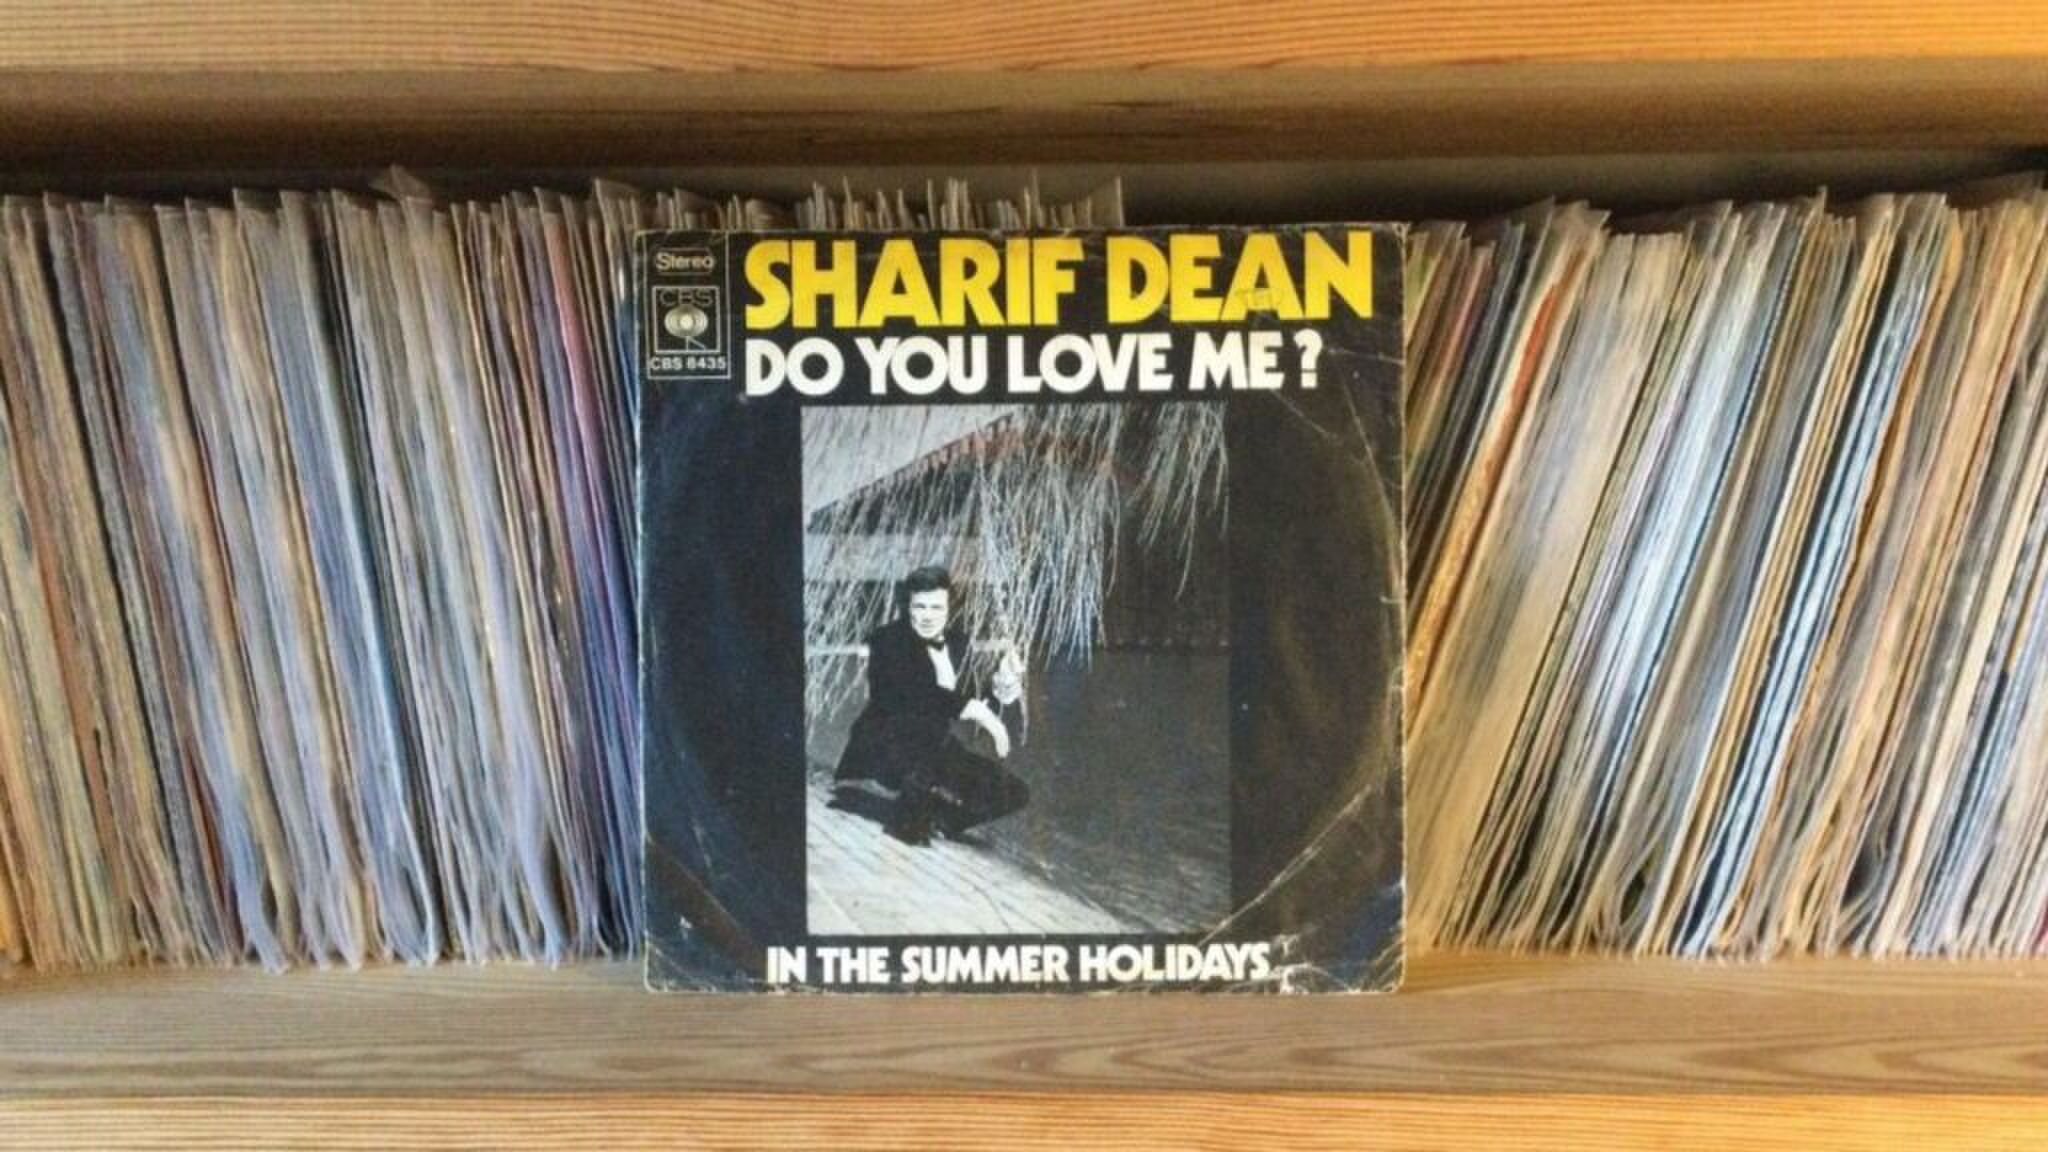 Stereo
CBS
CBS 8435
SHARIF DEAN
DO YOU LOVE ME?
IN THE SUMMER HOLIDAYS